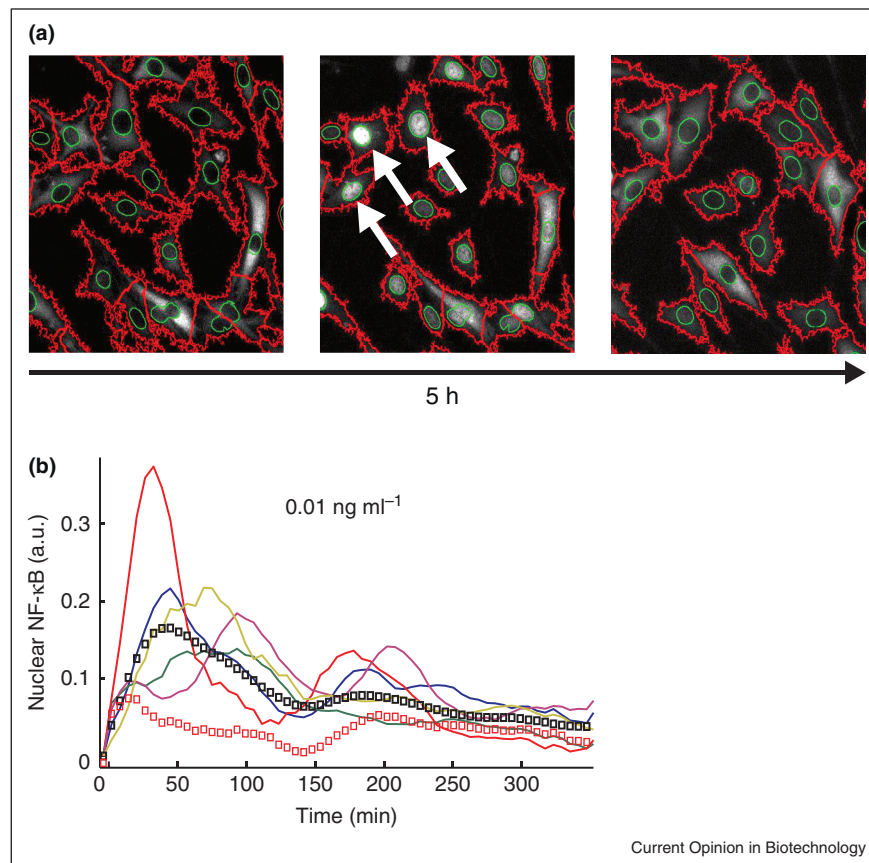 (a)
5 h
(b)
0.01 ng ml⁻¹
Nuclear NF-κB (a.u.)
0.3
0.2
0.1
0
0 50 100 150 200 250 300
Time (min)
Current Opinion in Biotechnology